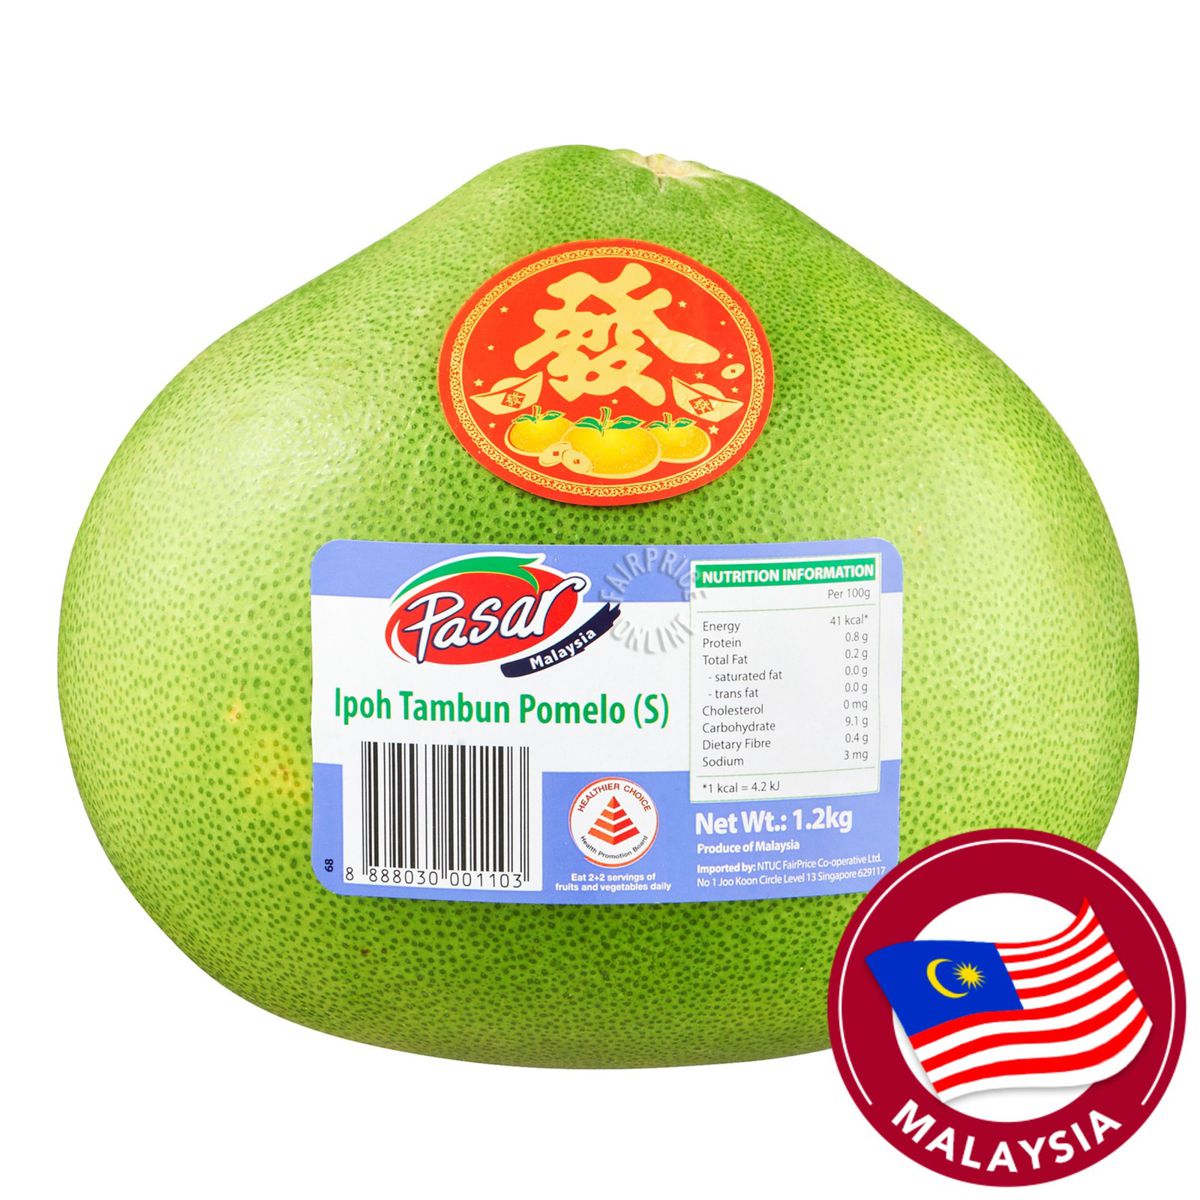 發
發
發
Pasar
Malaysia
FAIRPRICE
ONLINE
Ipoh Tambun Pomelo (S)
68
8 888030 001103
HEALTHIER CHOICE
Health Promotion Board
Eat 2+2 servings of
fruits and vegetables daily
NUTRITION INFORMATION
Per 100g
Energy 41 kcal*
Protein 0.8 g
Total Fat 0.2 g
- saturated fat 0.0 g
- trans fat 0.0 g
Cholesterol 0 mg
Carbohydrate 9.1 g
Dietary Fibre 0.4 g
Sodium 3 mg
*1 kcal = 4.2 kJ
Net Wt.: 1.2kg
Produce of Malaysia
Imported by: NTUC FairPrice Co-operative Ltd.
No 1 Joo Koon Circle Level 13 Singapore 629117
MALAYSIA